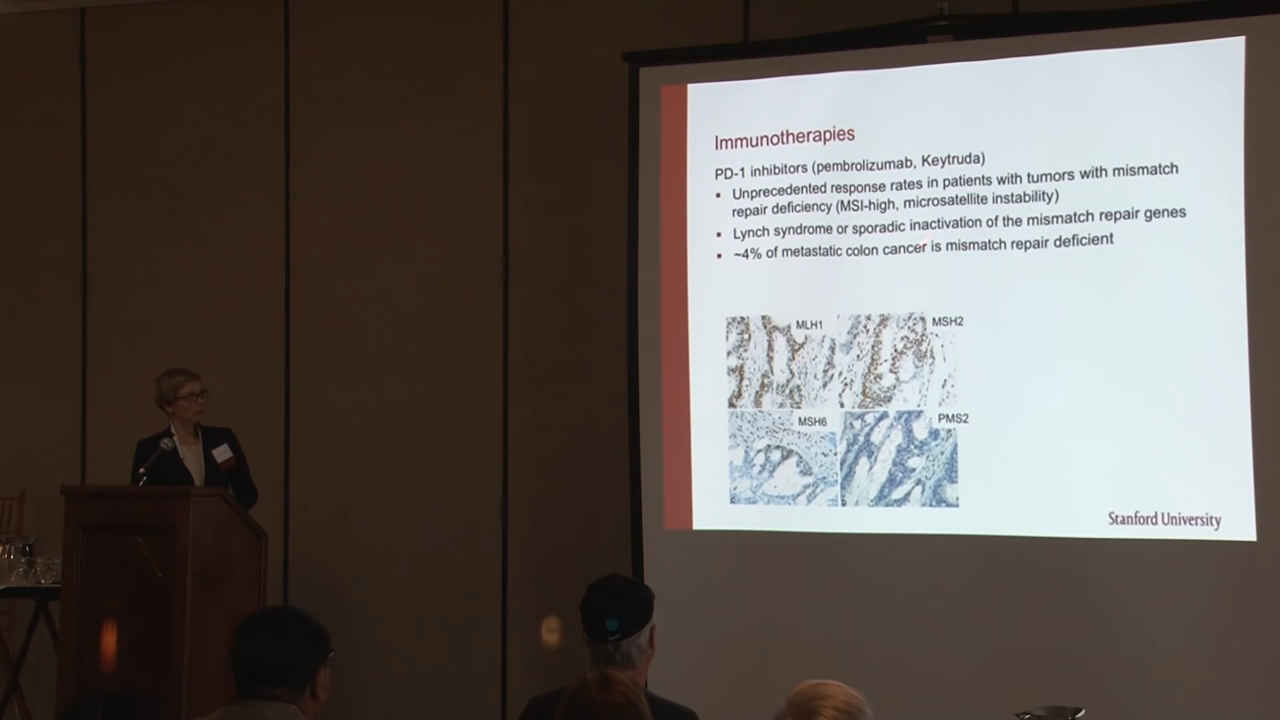 Immunotherapies
PD-1 inhibitors (pembrolizumab, Keytruda)
▪ Unprecedented response rates in patients with tumors with mismatch
repair deficiency (MSI-high, microsatellite instability)
▪ Lynch syndrome or sporadic inactivation of the mismatch repair genes
▪ ~4% of metastatic colon cancer is mismatch repair deficient
MLH1
MSH2
MSH6
PMS2
Stanford University